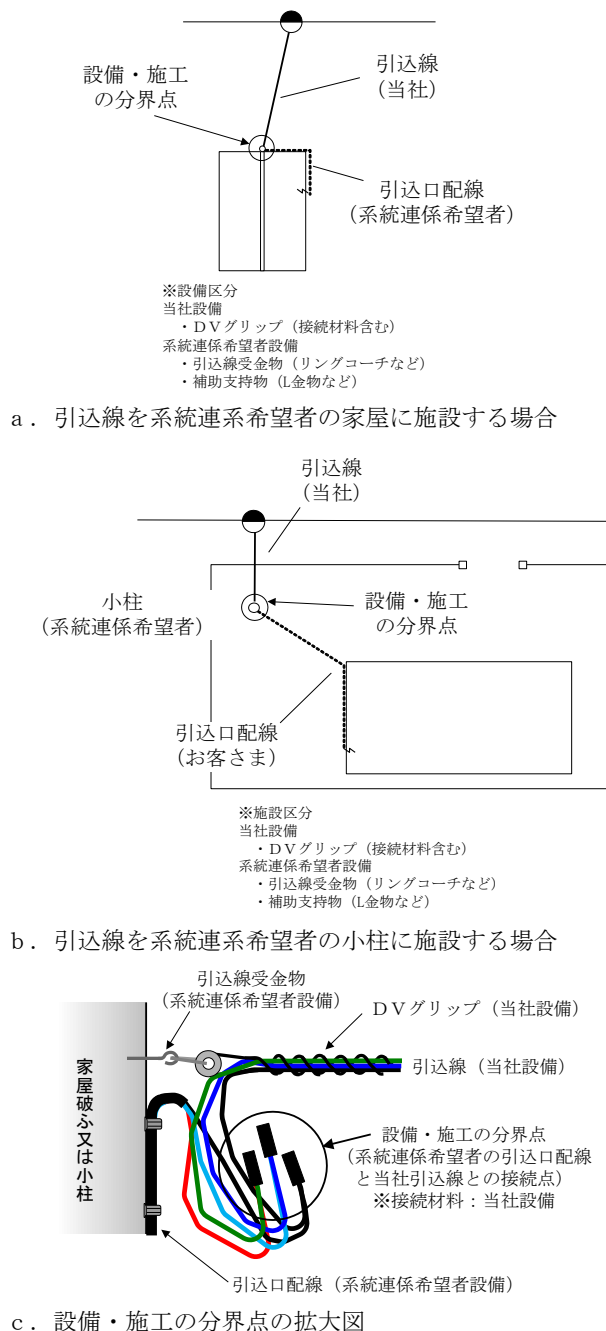 引込線
(当社)
設備・施工
の分界点
引込口配線
(系統連係希望者)
※設備区分
当社設備
・DVグリップ(接続材料含む)
系統連係希望者設備
・引込線受金物(リングコーチなど)
・補助支持物(L金物など)
a.引込線を系統連系希望者の家屋に施設する場合
引込線
(当社)
小柱
(系統連係希望者)
設備・施工
の分界点
引込口配線
(お客さま)
※施設区分
当社設備
・DVグリップ(接続材料含む)
系統連係希望者設備
・引込線受金物(リングコーチなど)
・補助支持物(L金物など)
b.引込線を系統連系希望者の小柱に施設する場合
引込線受金物
(系統連係希望者設備)
DVグリップ(当社設備)
引込線(当社設備)
家屋破ふ又は小柱
設備・施工の分界点
(系統連係希望者の引込口配線
と当社引込線との接続点)
※接続材料:当社設備
引込口配線(系統連係希望者設備)
c.設備・施工の分界点の拡大図